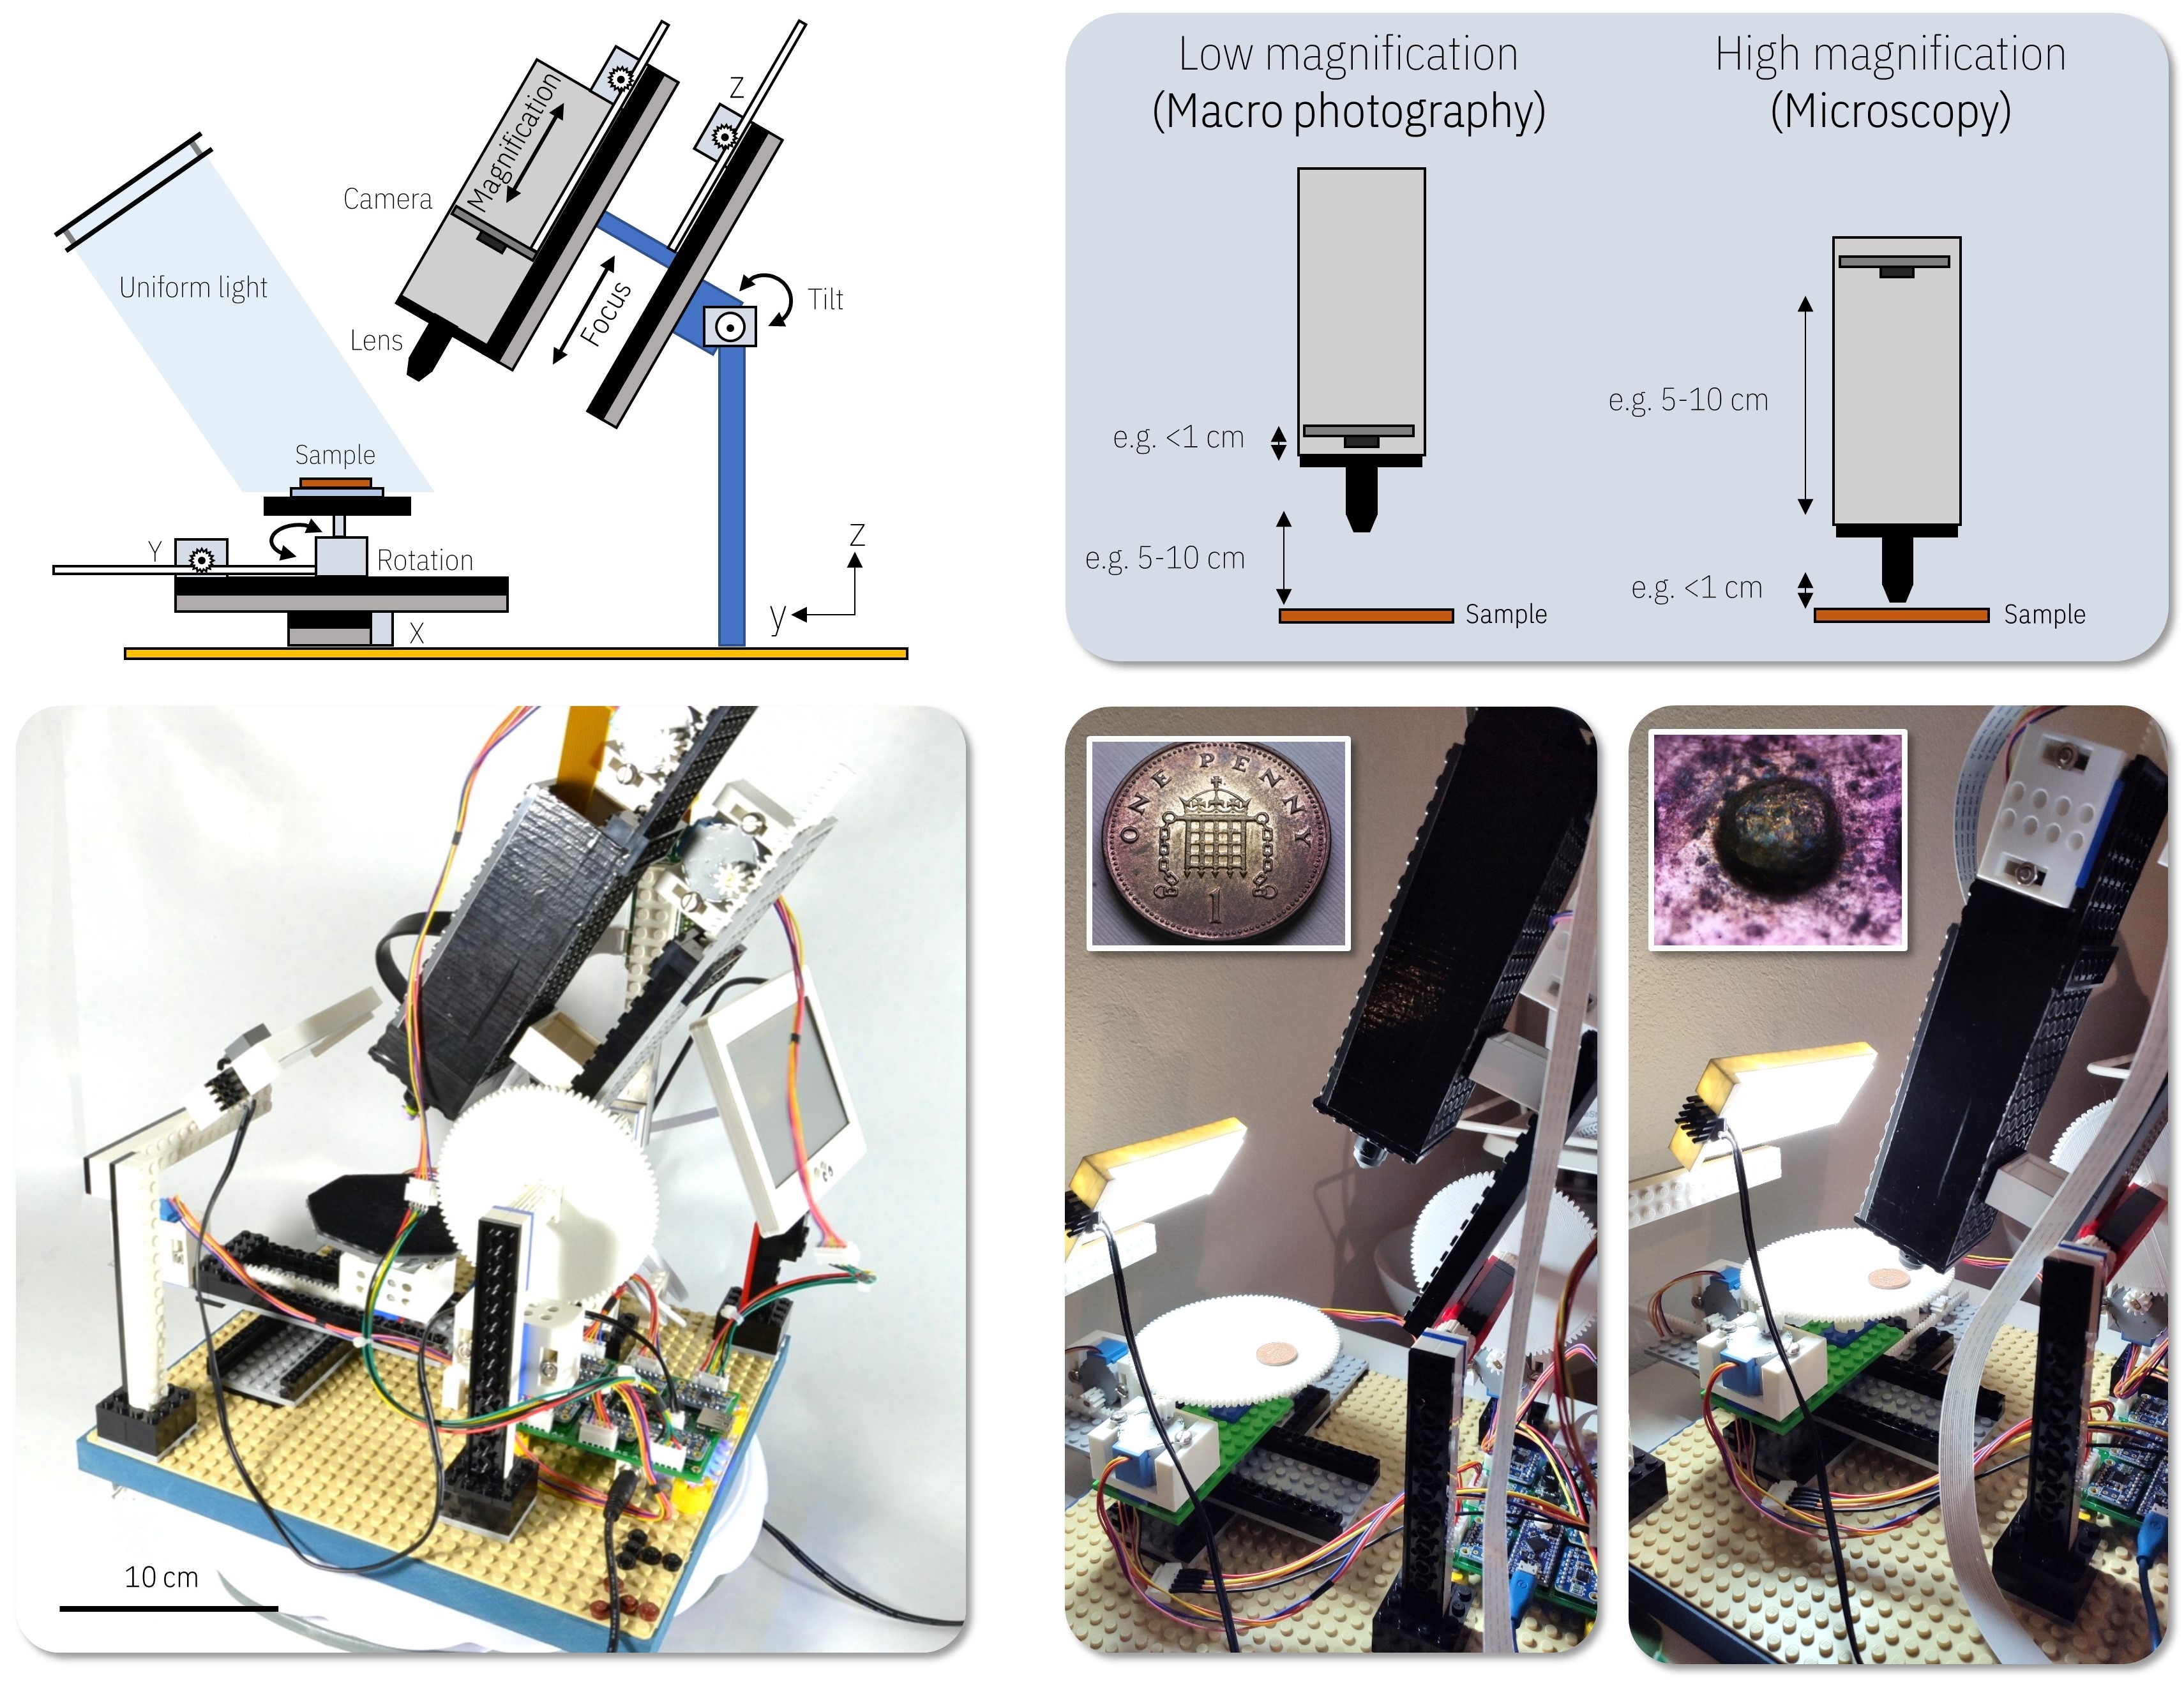 Z
Magnification
Camera
Uniform light
Focus
Tilt
Lens
Sample
Y
Rotation
X
Z
y
Low magnification
(Macro photography)
High magnification
(Microscopy)
e.g. <1 cm
e.g. 5-10 cm
Sample
e.g. 5-10 cm
e.g. <1 cm
Sample
10 cm
ONE PENNY
1